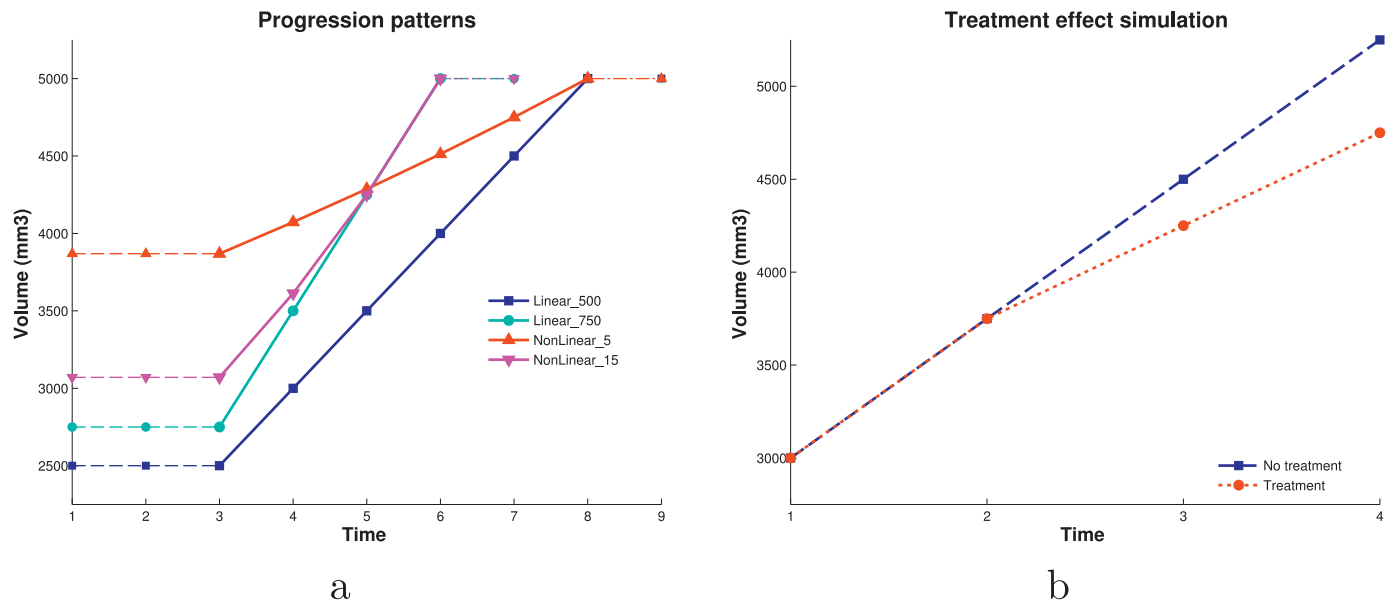 Progression patterns
Volume (mm3)
5000
4500
4000
3500
3000
2500
1 2 3 4 5 6 7 8 9
Time
Linear_500
Linear_750
NonLinear_5
NonLinear_15
a
Treatment effect simulation
Volume (mm3)
5000
4500
4000
3500
3000
1 2 3 4
Time
No treatment
Treatment
b